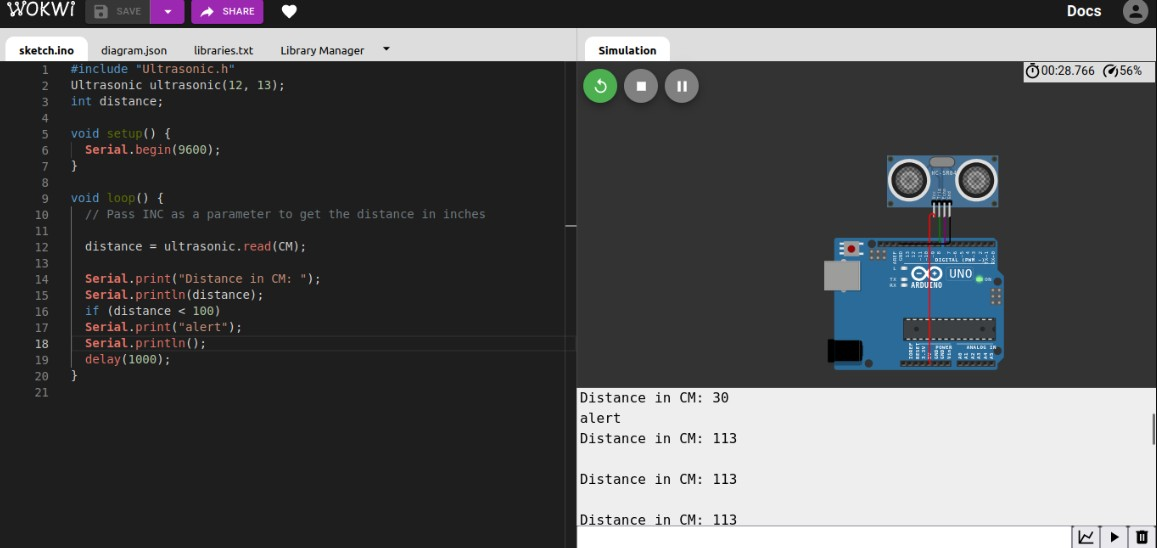 WOKWI SAVE SHARE Docs
sketch.ino diagram.json libraries.txt Library Manager
1 #include "Ultrasonic.h"
2 Ultrasonic ultrasonic(12, 13);
3 int distance;
4
5 void setup() {
6 Serial.begin(9600);
7 }
8
9 void loop() {
10 // Pass INC as a parameter to get the distance in inches
11
12 distance = ultrasonic.read(CM);
13
14 Serial.print("Distance in CM: ");
15 Serial.println(distance);
16 if (distance < 100)
17 Serial.print("alert");
18 Serial.println();
19 delay(1000);
20 }
21
Simulation
00:28.766 56%
DIGITAL (PWM ~)
UNO
ON
TX
RX
ARDUINO
POWER
ANALOG IN
Distance in CM: 30
alert
Distance in CM: 113
Distance in CM: 113
Distance in CM: 113